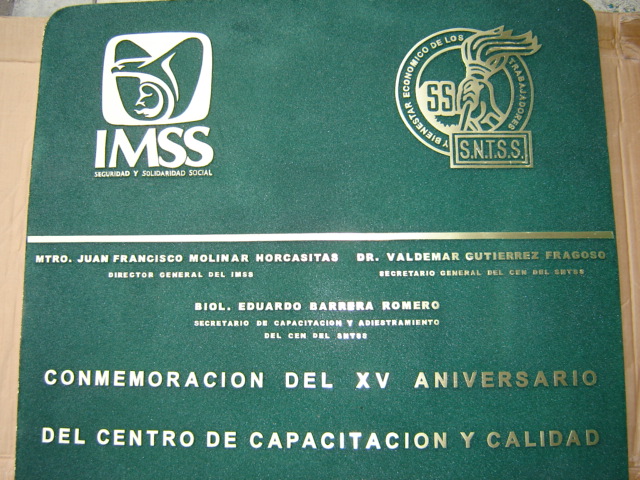 IMSS
SEGURIDAD Y SOLIDARIDAD SOCIAL
Y BIENESTAR ECONOMICO DE LOS TRABAJADORES
SS
S.N.T.S.S.
MTRO. JUAN FRANCISCO MOLINAR HORCASITAS
DIRECTOR GENERAL DEL IMSS
DR. VALDEMAR GUTIERREZ FRAGOSO
SECRETARIO GENERAL DEL CEN DEL SNTSS
BIOL. EDUARDO BARRERA ROMERO
SECRETARIO DE CAPACITACION Y ADIESTRAMIENTO
DEL CEN DEL SNTSS
CONMEMORACION DEL XV ANIVERSARIO
DEL CENTRO DE CAPACITACION Y CALIDAD